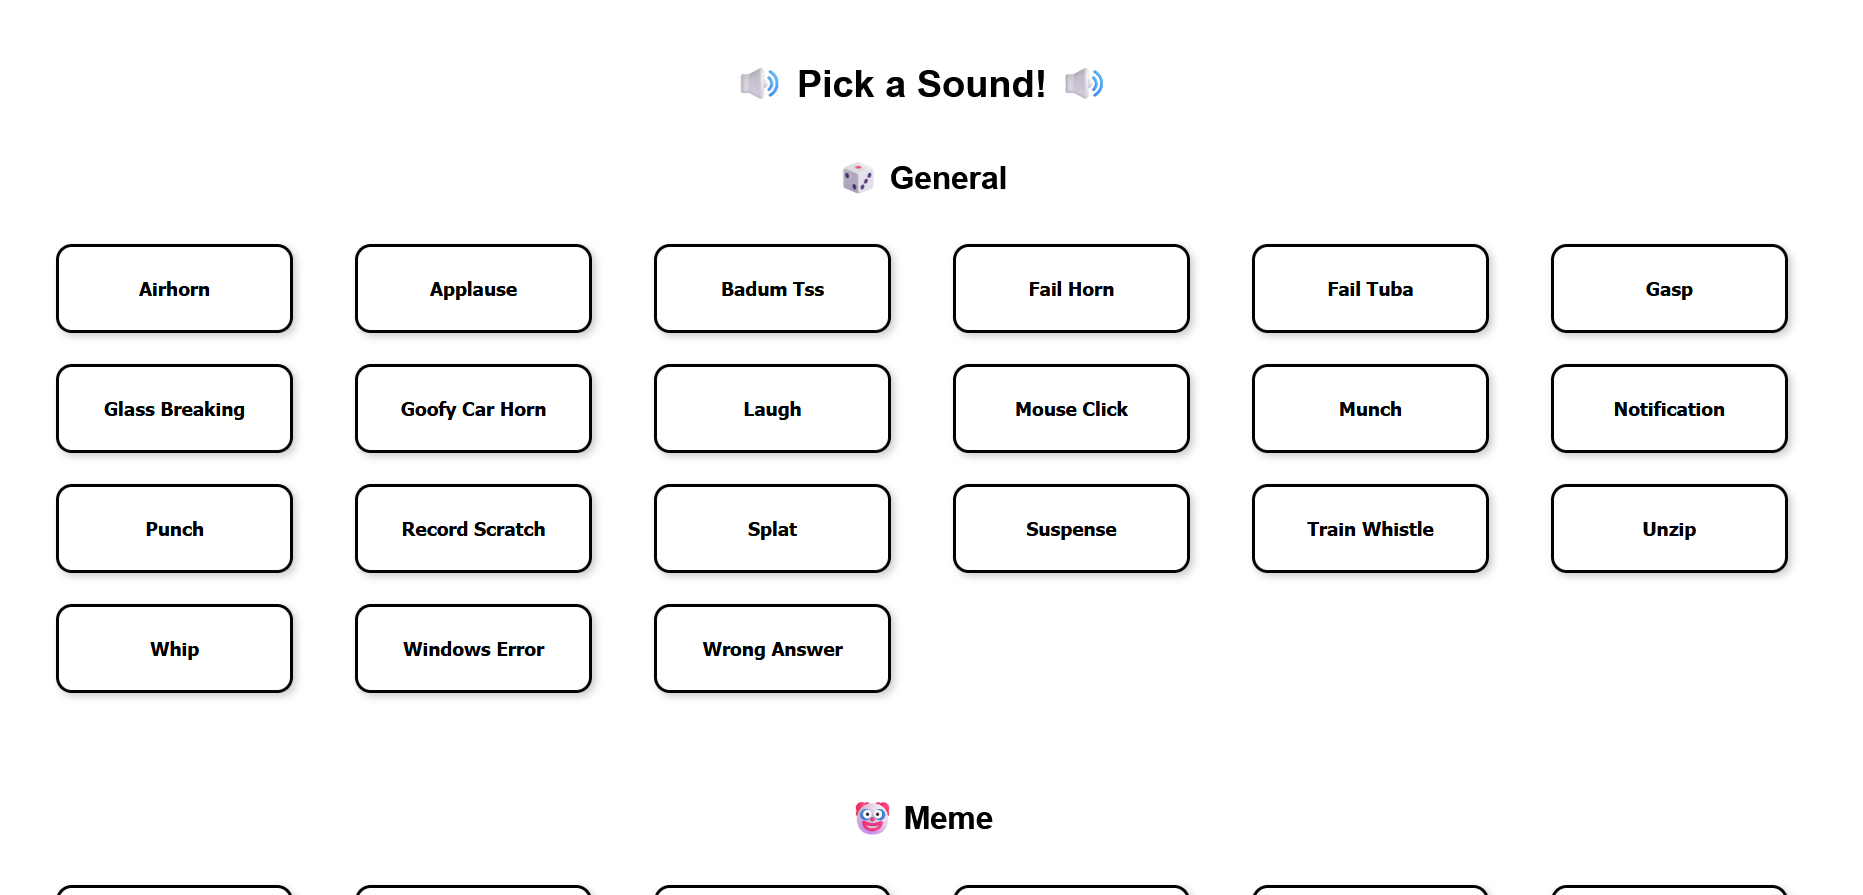 🔊 Pick a Sound! 🔊
🎲 General
Airhorn
Applause
Badum Tss
Fail Horn
Fail Tuba
Gasp
Glass Breaking
Goofy Car Horn
Laugh
Mouse Click
Munch
Notification
Punch
Record Scratch
Splat
Suspense
Train Whistle
Unzip
Whip
Windows Error
Wrong Answer
🤡 Meme